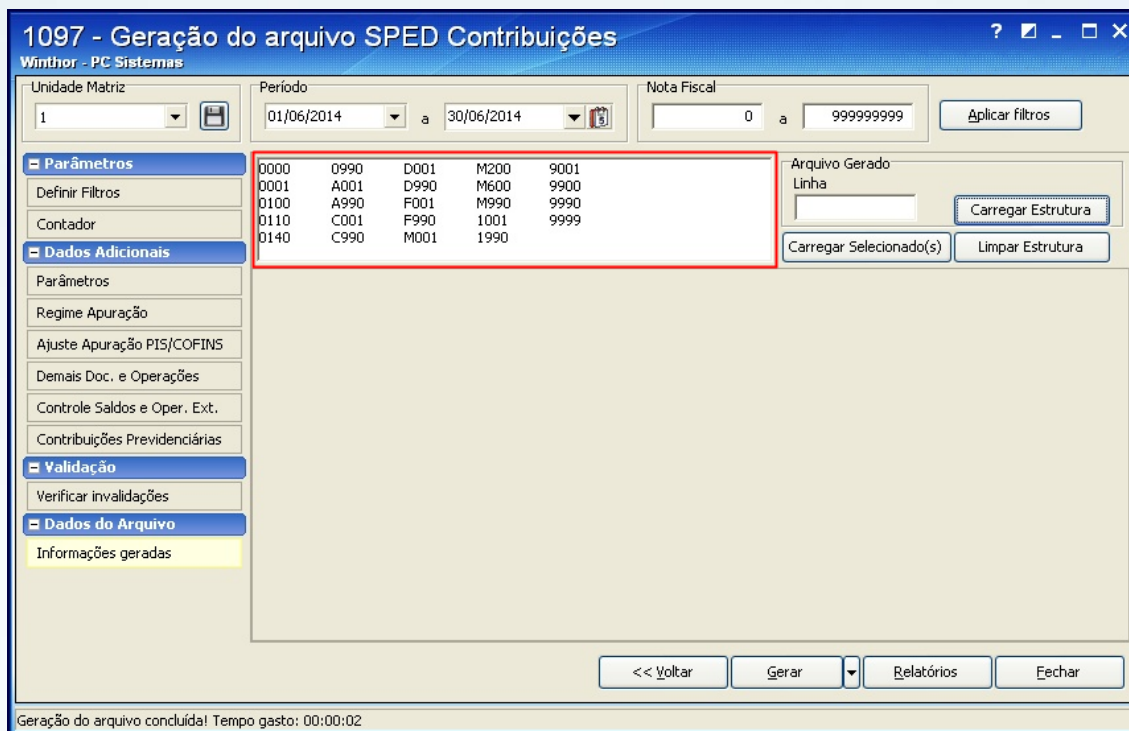 1097 - Geração do arquivo SPED Contribuições
Winthor - PC Sistemas
Unidade Matriz
1
Período
01/06/2014 a 30/06/2014
Nota Fiscal
0 a 999999999
Aplicar filtros
Parâmetros
Definir Filtros
Contador
Dados Adicionais
Parâmetros
Regime Apuração
Ajuste Apuração PIS/COFINS
Demais Doc. e Operações
Controle Saldos e Oper. Ext.
Contribuições Previdenciárias
Validação
Verificar invalidações
Dados do Arquivo
Informações geradas
0000 0990 D001 M200 9001
0001 A001 D990 M600 9900
0100 A990 F001 M990 9990
0110 C001 F990 1001 9999
0140 C990 M001 1990
Arquivo Gerado
Linha
Carregar Estrutura
Carregar Selecionado(s) Limpar Estrutura
<< Voltar Gerar Relatórios Fechar
Geração do arquivo concluída! Tempo gasto: 00:00:02